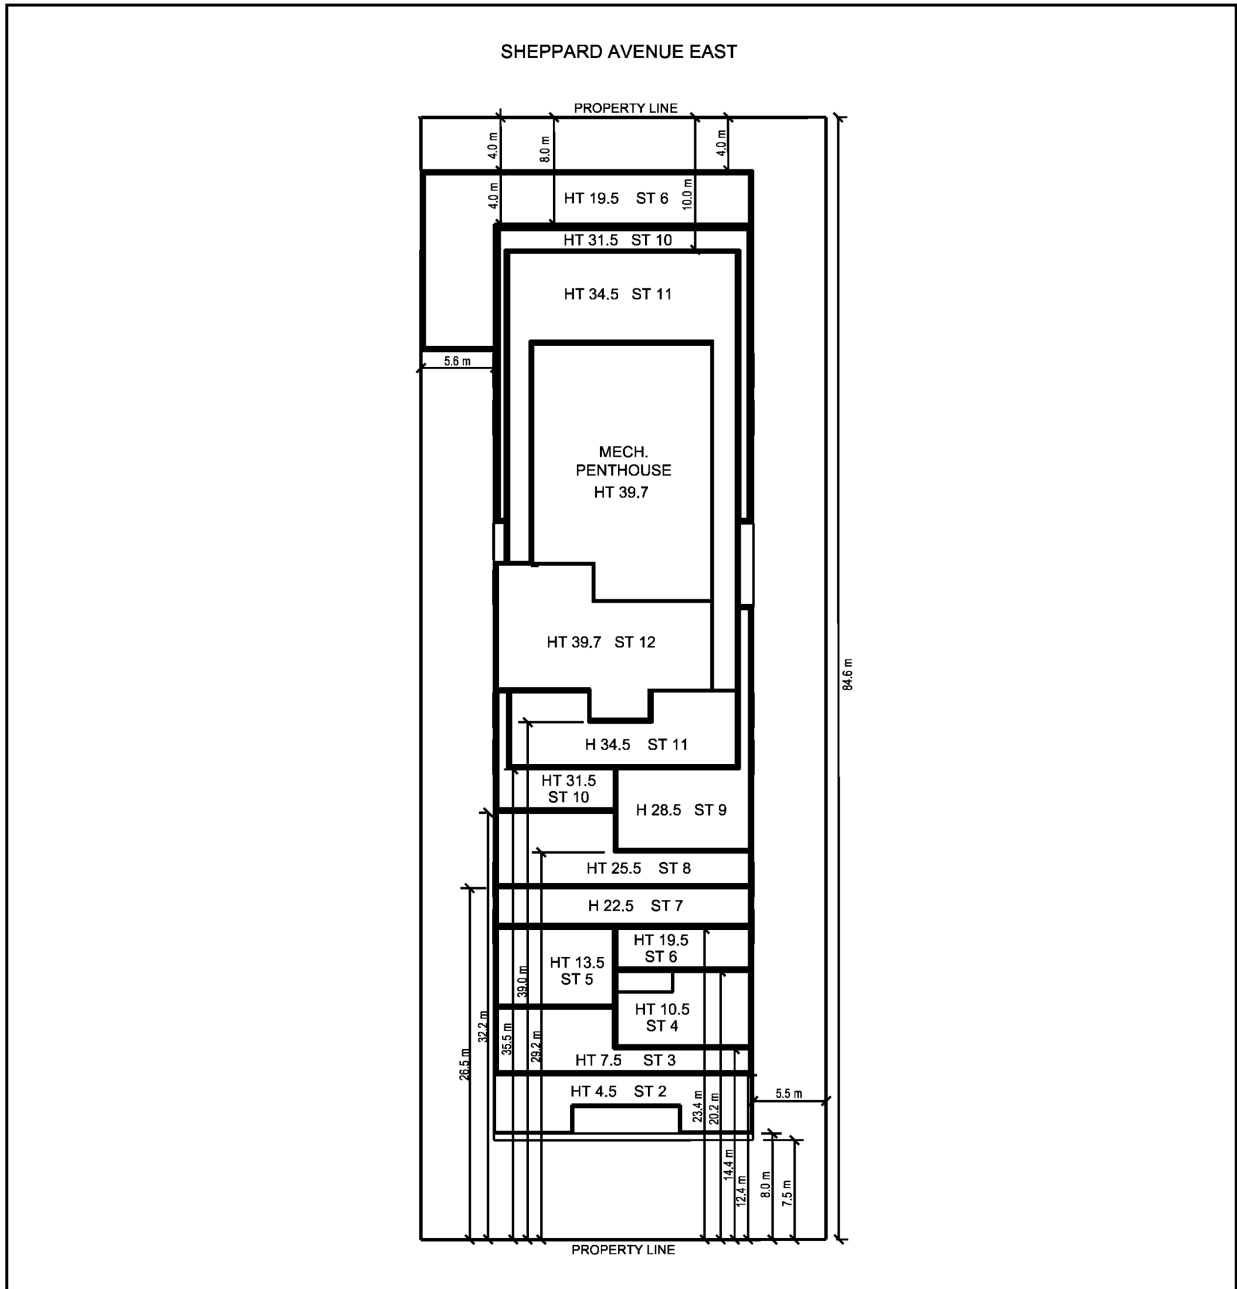 SHEPPARD AVENUE EAST
PROPERTY LINE
4.0 m
8.0 m
4.0 m
4.0 m
10.0 m
HT 19.5 ST 6
HT 31.5 ST 10
HT 34.5 ST 11
5.6 m
MECH.
PENTHOUSE
HT 39.7
HT 39.7 ST 12
84.6 m
H 34.5 ST 11
HT 31.5
ST 10
H 28.5 ST 9
HT 25.5 ST 8
H 22.5 ST 7
HT 19.5
ST 6
HT 13.5
ST 5
HT 10.5
ST 4
HT 7.5 ST 3
HT 4.5 ST 2
26.5 m
32.2 m
35.5 m
39.0 m
29.2 m
23.4 m
20.2 m
14.4 m
12.4 m
5.5 m
8.0 m
7.5 m
PROPERTY LINE